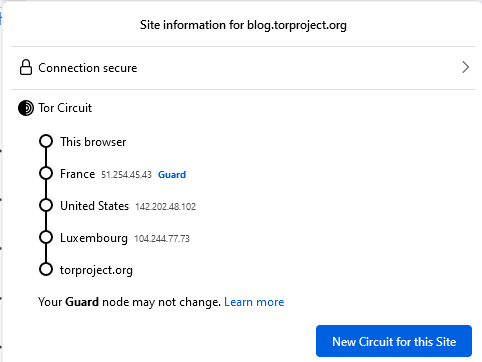 Site information for blog.torproject.org
Connection secure
Tor Circuit
This browser
France 51.254.45.43 Guard
United States 142.202.48.102
Luxembourg 104.244.77.73
torproject.org
Your Guard node may not change. Learn more
New Circuit for this Site